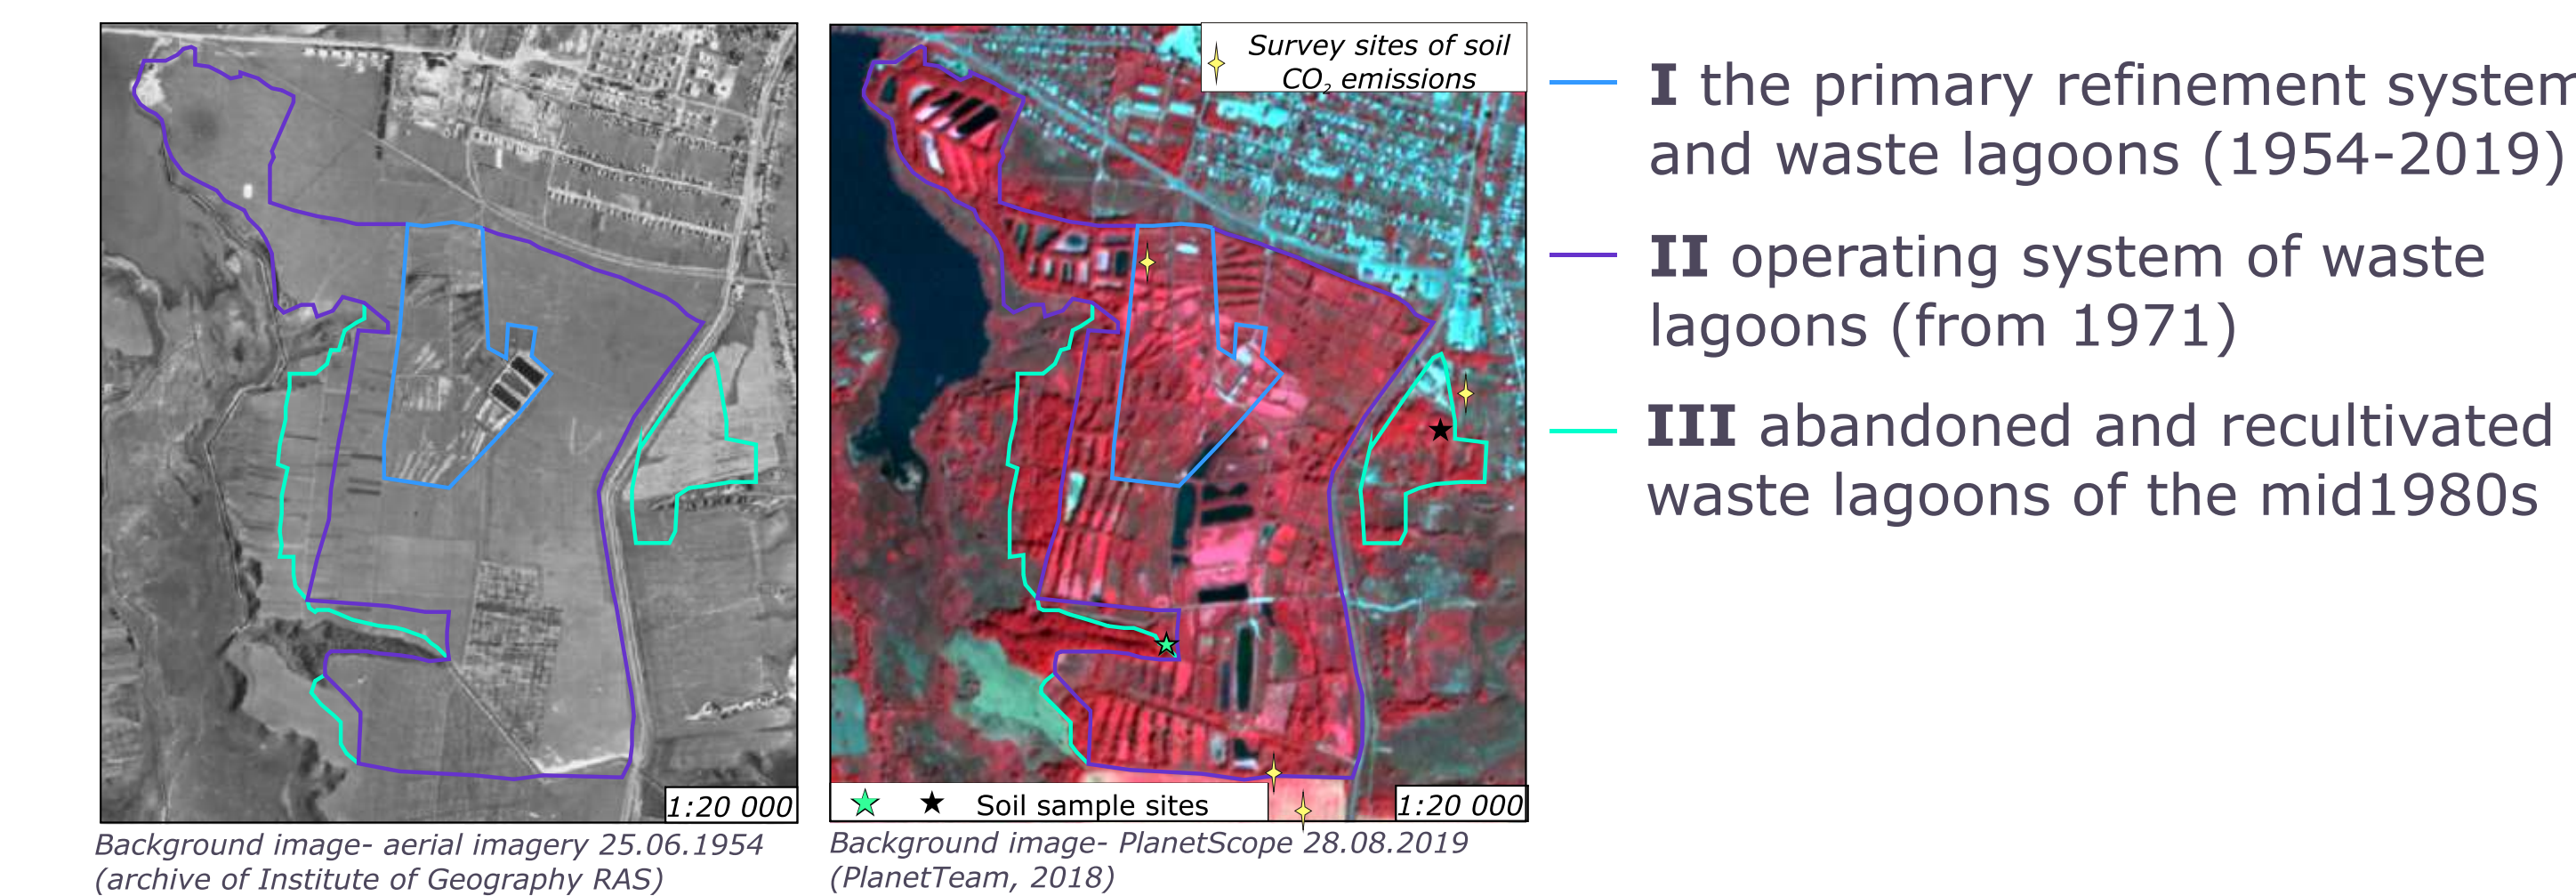 Survey sites of soil
CO2 emissions
1:20 000
Soil sample sites
1:20 000
Background image- aerial imagery 25.06.1954
(archive of Institute of Geography RAS)
Background image- PlanetScope 28.08.2019
(PlanetTeam, 2018)
I the primary refinement system
and waste lagoons (1954-2019)
II operating system of waste
lagoons (from 1971)
III abandoned and recultivated
waste lagoons of the mid1980s